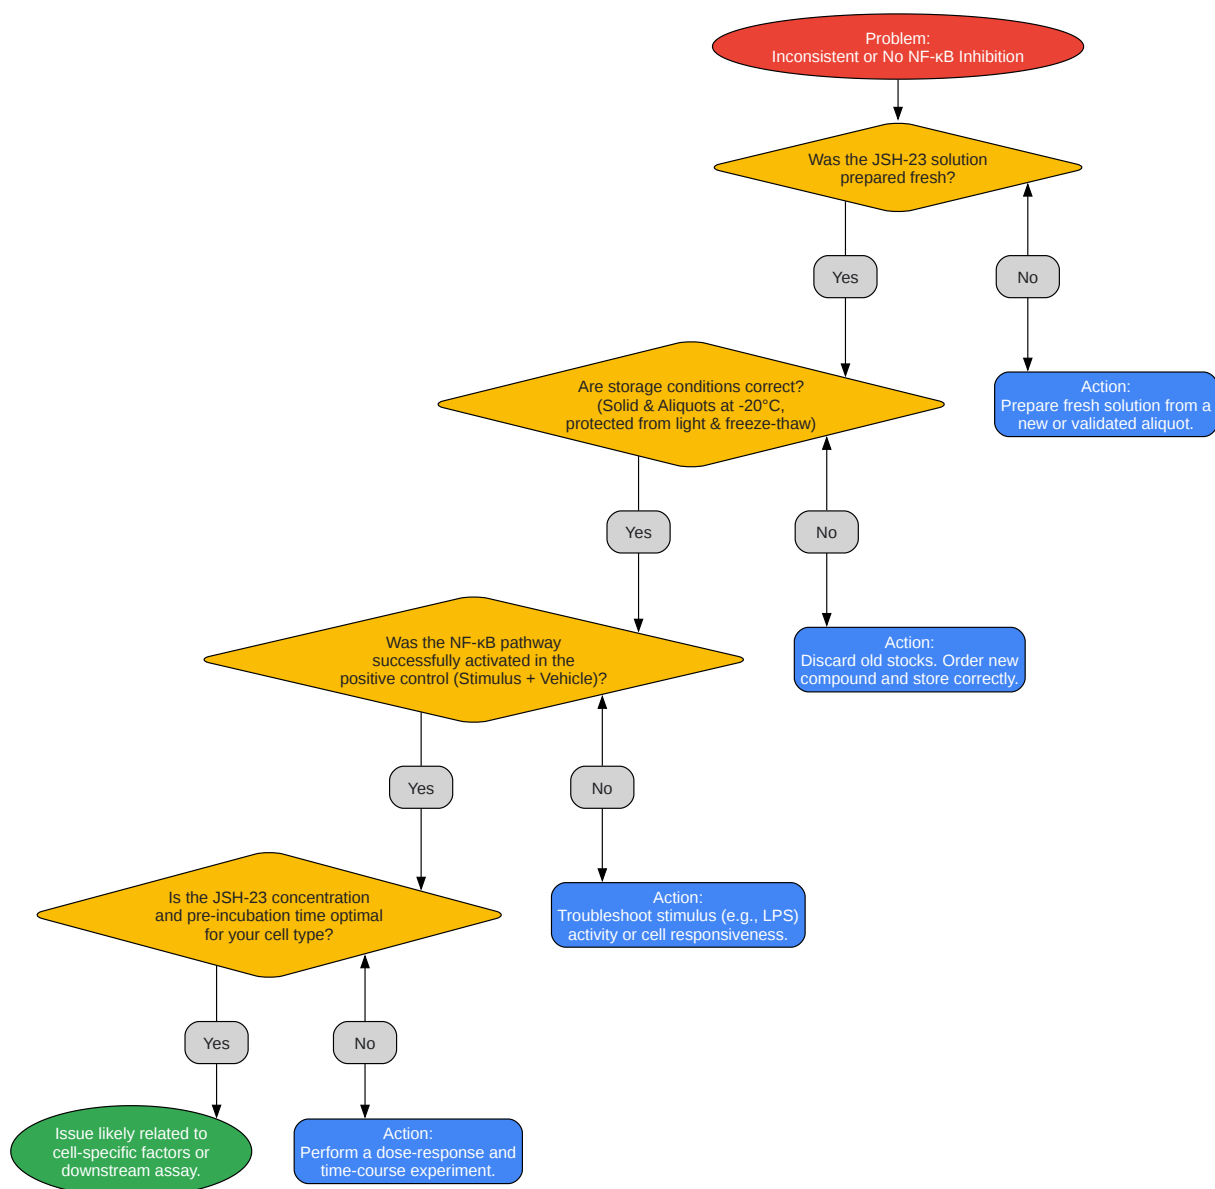 Problem:
Inconsistent or No NF-κB Inhibition
Was the JSH-23 solution
prepared fresh?
Yes
No
Are storage conditions correct?
(Solid & Aliquots at -20°C,
protected from light & freeze-thaw)
Action:
Prepare fresh solution from a
new or validated aliquot.
Yes
No
Was the NF-κB pathway
successfully activated in the
positive control (Stimulus + Vehicle)?
Action:
Discard old stocks. Order new
compound and store correctly.
Yes
No
Is the JSH-23 concentration
and pre-incubation time optimal
for your cell type?
Action:
Troubleshoot stimulus (e.g., LPS)
activity or cell responsiveness.
Yes
No
Issue likely related to
cell-specific factors or
downstream assay.
Action:
Perform a dose-response and
time-course experiment.